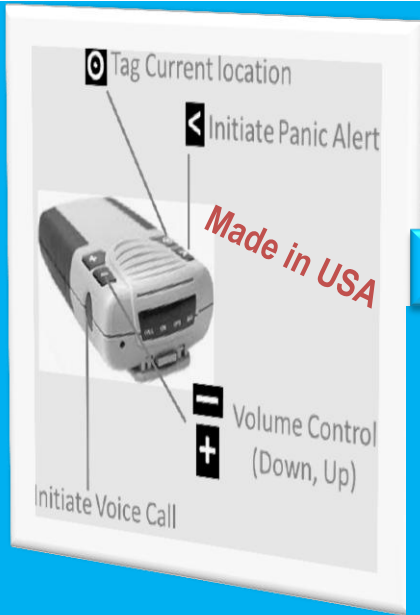 Tag Current location
< Initiate Panic Alert
Made in USA
−
+
Volume Control
(Down, Up)
Initiate Voice Call